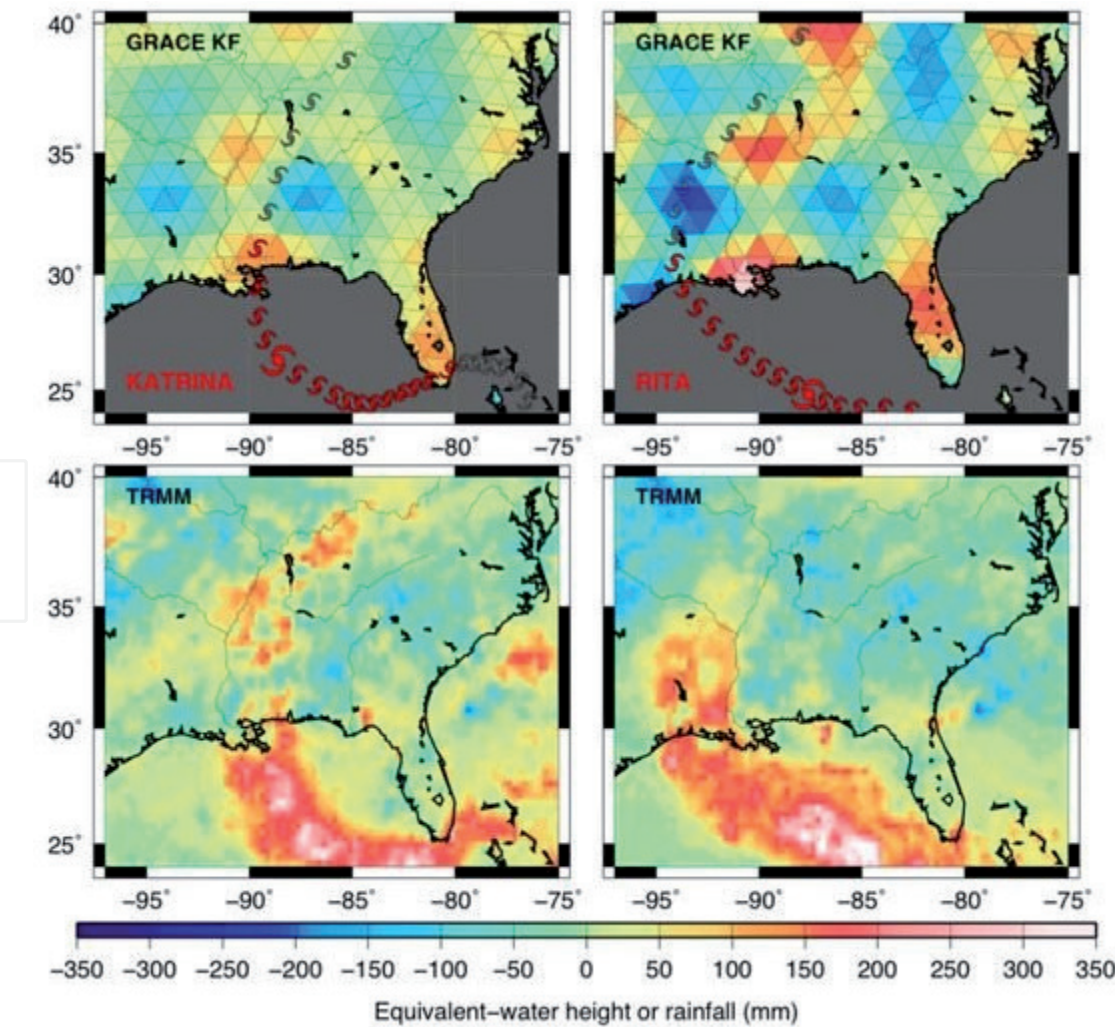 GRACE KF
GRACE KF
40°
35°
30°
25°
KATRINA
RITA
−95° −90° −85° −80° −75°
−95° −90° −85° −80° −75°
TRMM
TRMM
40°
35°
30°
25°
−95° −90° −85° −80° −75°
−95° −90° −85° −80° −75°
−350 −300 −250 −200 −150 −100 −50 0 50 100 150 200 250 300 350
Equivalent−water height or rainfall (mm)